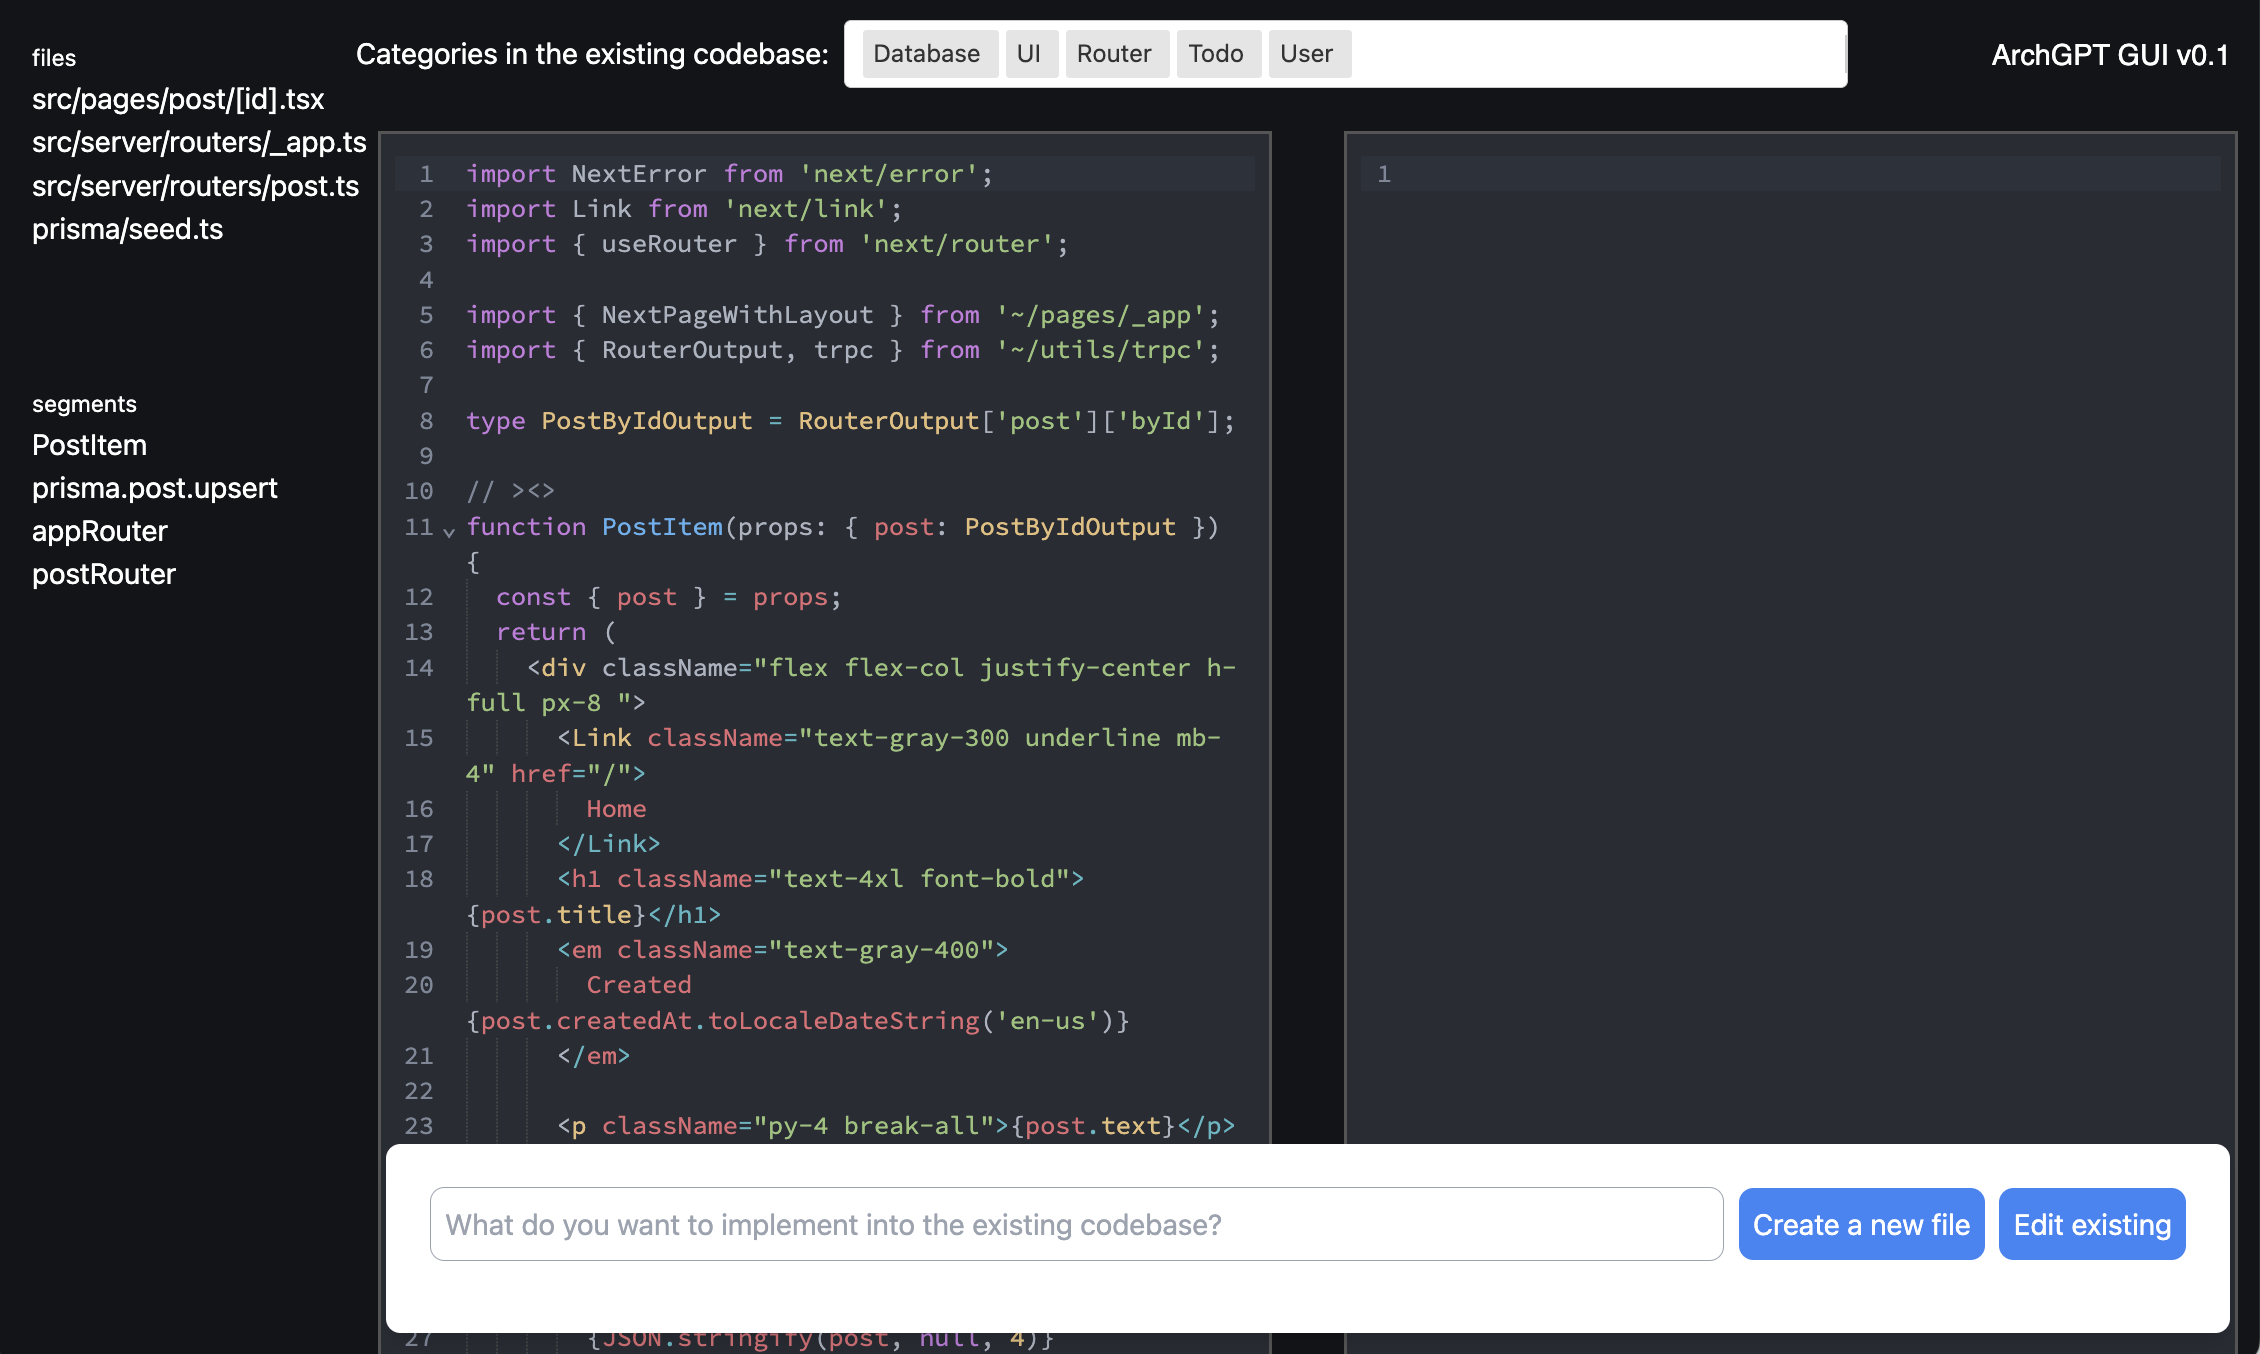 files
src/pages/post/[id].tsx
src/server/routers/_app.ts
src/server/routers/post.ts
prisma/seed.ts
segments
PostItem
prisma.post.upsert
appRouter
postRouter
Categories in the existing codebase:
Database UI Router Todo User
ArchGPT GUI v0.1
1 import NextError from 'next/error';
2 import Link from 'next/link';
3 import { useRouter } from 'next/router';
4
5 import { NextPageWithLayout } from '~/pages/_app';
6 import { RouterOutput, trpc } from '~/utils/trpc';
7
8 type PostByIdOutput = RouterOutput['post']['byId'];
9
10 // ><>
11 function PostItem(props: { post: PostByIdOutput })
{
12 const { post } = props;
13 return (
14 <div className="flex flex-col justify-center h-
full px-8 ">
15 <Link className="text-gray-300 underline mb-
4" href="/">
16 Home
17 </Link>
18 <h1 className="text-4xl font-bold">
{post.title}</h1>
19 <em className="text-gray-400">
20 Created
{post.createdAt.toLocaleDateString('en-us')}
21 </em>
22
23 <p className="py-4 break-all">{post.text}</p>
27 {JSON.stringify(post, null, 4)}
1
What do you want to implement into the existing codebase?
Create a new file
Edit existing